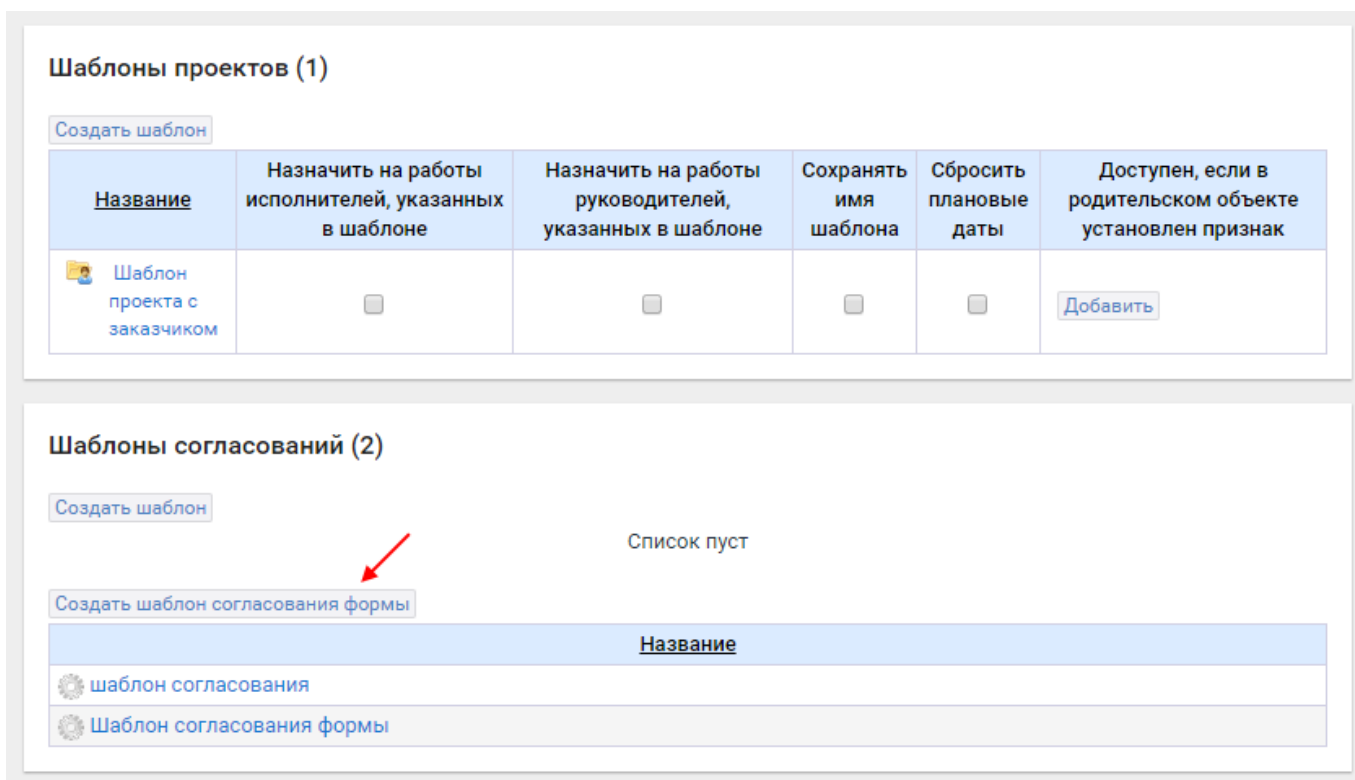 Шаблоны проектов (1)
Создать шаблон
Название
Назначить на работы
исполнителей, указанных
в шаблоне
Назначить на работы
руководителей,
указанных в шаблоне
Сохранять
имя
шаблона
Сбросить
плановые
даты
Доступен, если в
родительском объекте
установлен признак
Шаблон
проекта с
заказчиком
Добавить
Шаблоны согласований (2)
Создать шаблон
Список пуст
Создать шаблон согласования формы
Название
шаблон согласования
Шаблон согласования формы